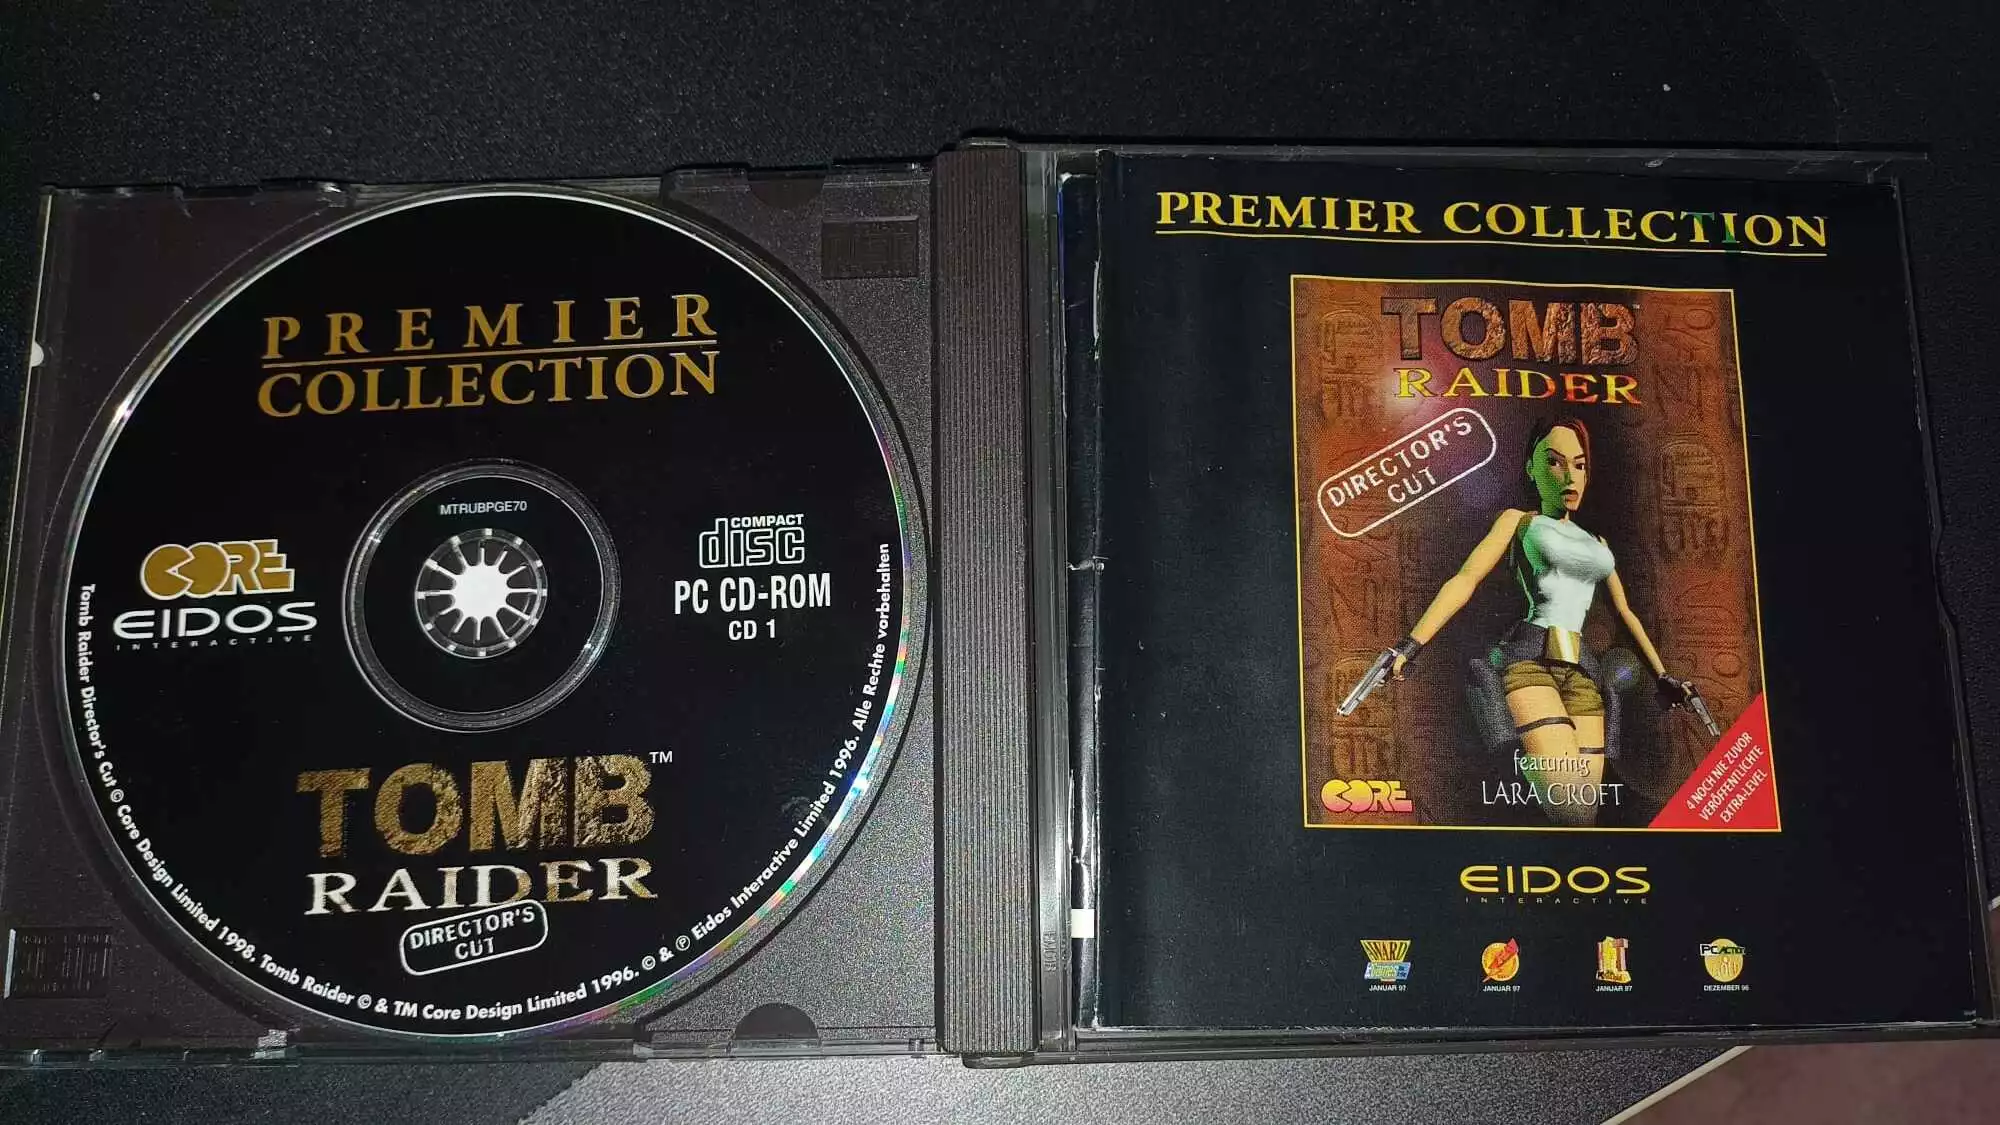 PREMIER
COLLECTION
MTRUBPGE70
CORE
EIDOS
INTERACTIVE
COMPACT
disc
PC CD-ROM
CD 1
TOMB™
RAIDER
DIRECTOR'S
CUT
Tomb Raider Director's Cut © Core Design Limited 1998. Tomb Raider © & TM Core Design Limited 1996. © & ℗ Eidos Interactive Limited 1996. Alle Rechte vorbehalten
PREMIER COLLECTION
TOMB™
RAIDER
DIRECTOR'S
CUT
featuring
LARA CROFT
CORE
4 NOCH NIE ZUVOR
VERÖFFENTLICHTE
EXTRA-LEVEL
EIDOS
INTERACTIVE
JANUAR 97
JANUAR 97
JANUAR 97
DEZEMBER 96